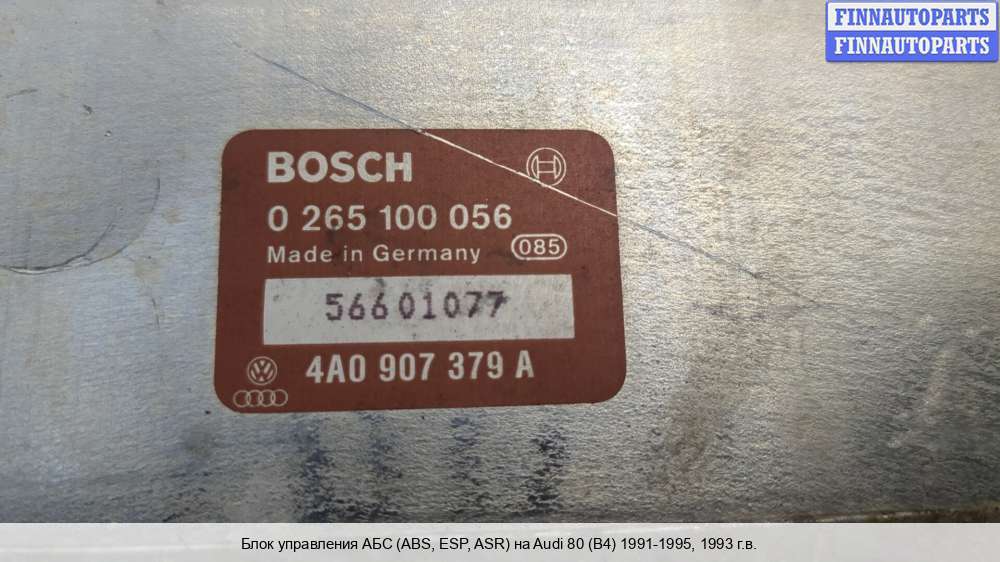 FINNAUTOPARTS
FINNAUTOPARTS
BOSCH
0 265 100 056
Made in Germany 085
56601077
4A0 907 379 A
Блок управления АБС (ABS, ESP, ASR) на Audi 80 (B4) 1991-1995, 1993 г.в.